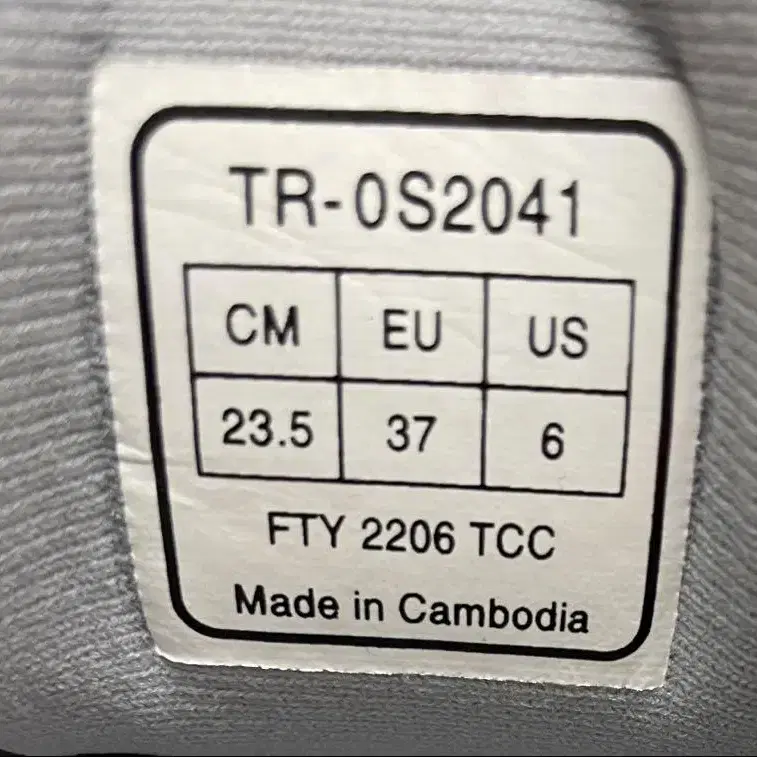 TR-0S2041
CM EU US
23.5 37 6
FTY 2206 TCC
Made in Cambodia